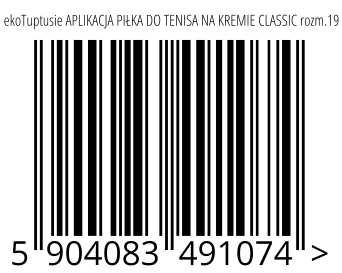 ekoTuptusie APLIKACJA PIŁKA DO TENISA NA KREMIE CLASSIC rozm.19
5 904083 491074 >